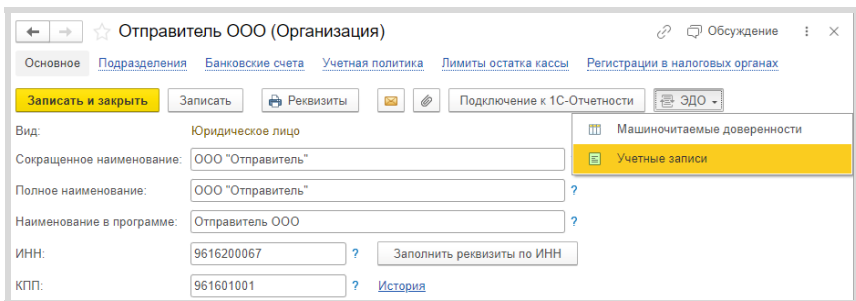 Отправитель ООО (Организация) Обсуждение
Основное Подразделения Банковские счета Учетная политика Лимиты остатка кассы Регистрации в налоговых органах
Записать и закрыть Записать Реквизиты Подключение к 1С-Отчетности ЭДО
Вид: Юридическое лицо Машиночитаемые доверенности
Сокращенное наименование: ООО "Отправитель" Учетные записи
Полное наименование: ООО "Отправитель" ?
Наименование в программе: Отправитель ООО ?
ИНН: 9616200067 ? Заполнить реквизиты по ИНН
КПП: 961601001 ? История